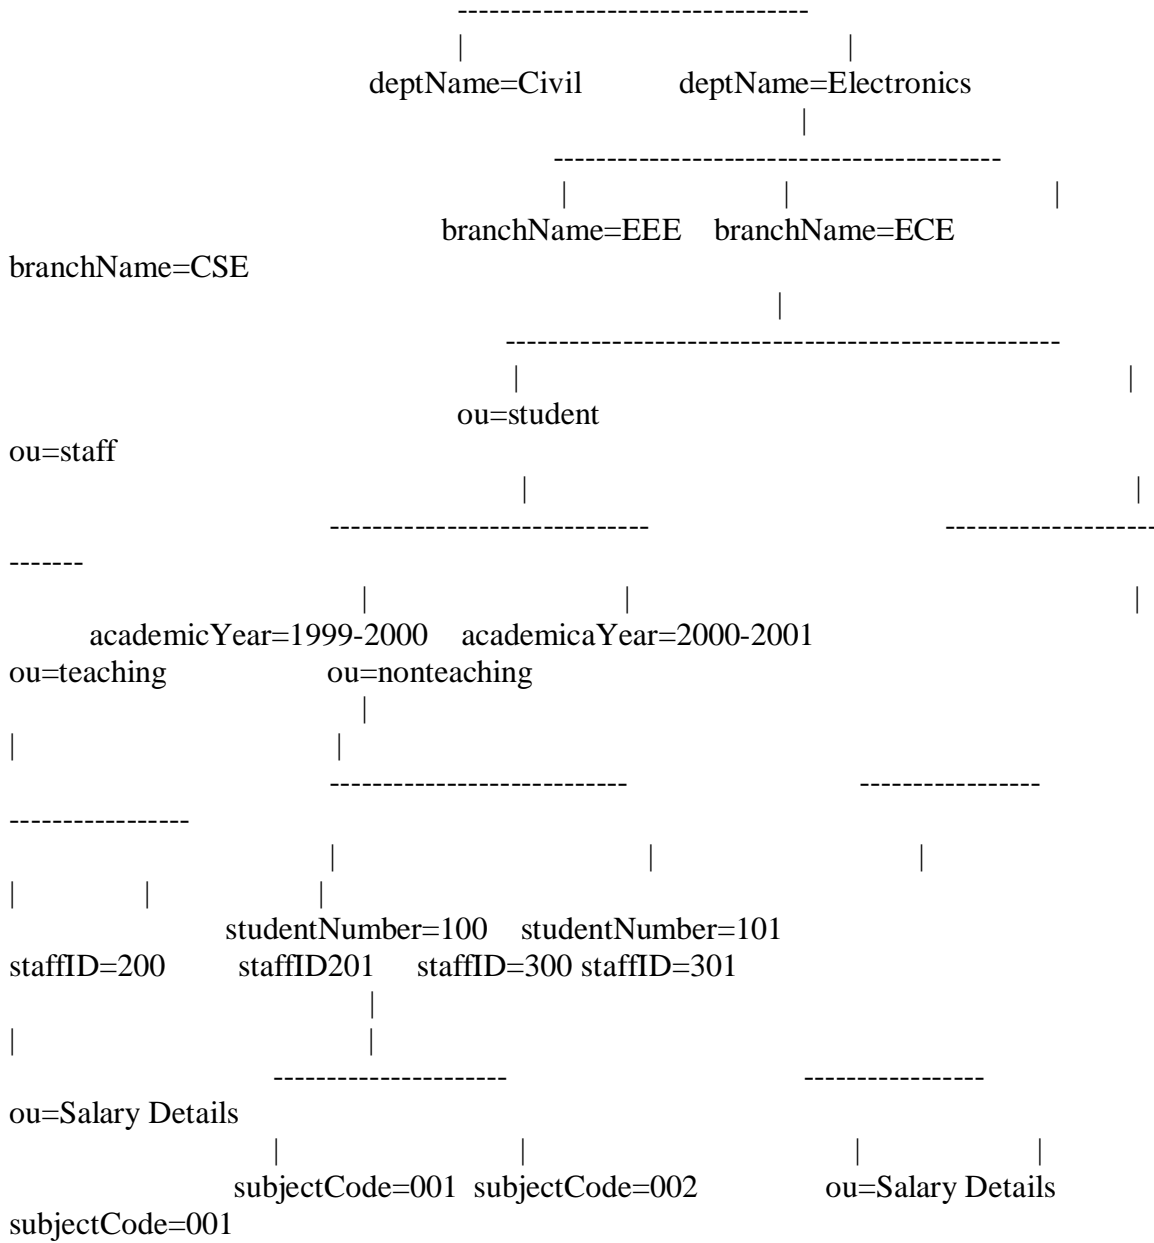 ---------------------------------
| |
deptName=Civil deptName=Electronics
|
------------------------------------------
| | |
branchName=EEE branchName=ECE
branchName=CSE
|
----------------------------------------------------
| |
ou=student
ou=staff
| |
------------------------------ --------------------
-------
| | |
academicYear=1999-2000 academicaYear=2000-2001
ou=teaching ou=nonteaching
|
| |
---------------------------- -----------------
-----------------
| | |
| | |
studentNumber=100 studentNumber=101
staffID=200 staffID201 staffID=300 staffID=301
|
| |
---------------------- -----------------
ou=Salary Details
| | | |
subjectCode=001 subjectCode=002 ou=Salary Details
subjectCode=001